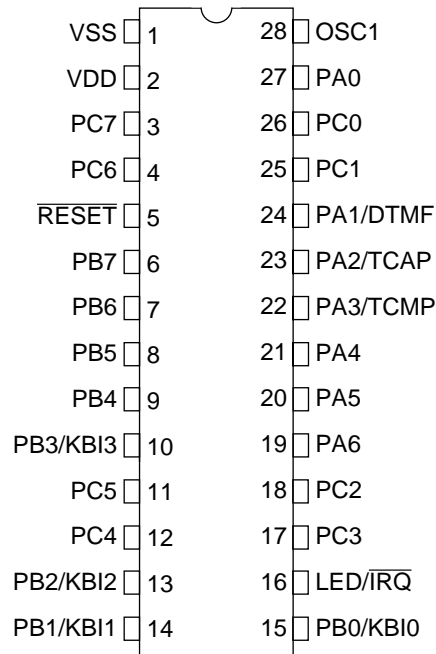 VSS 1 28 OSC1
VDD 2 27 PA0
PC7 3 26 PC0
PC6 4 25 PC1
RESET 5 24 PA1/DTMF
PB7 6 23 PA2/TCAP
PB6 7 22 PA3/TCMP
PB5 8 21 PA4
PB4 9 20 PA5
PB3/KBI3 10 19 PA6
PC5 11 18 PC2
PC4 12 17 PC3
PB2/KBI2 13 16 LED/IRQ
PB1/KBI1 14 15 PB0/KBI0